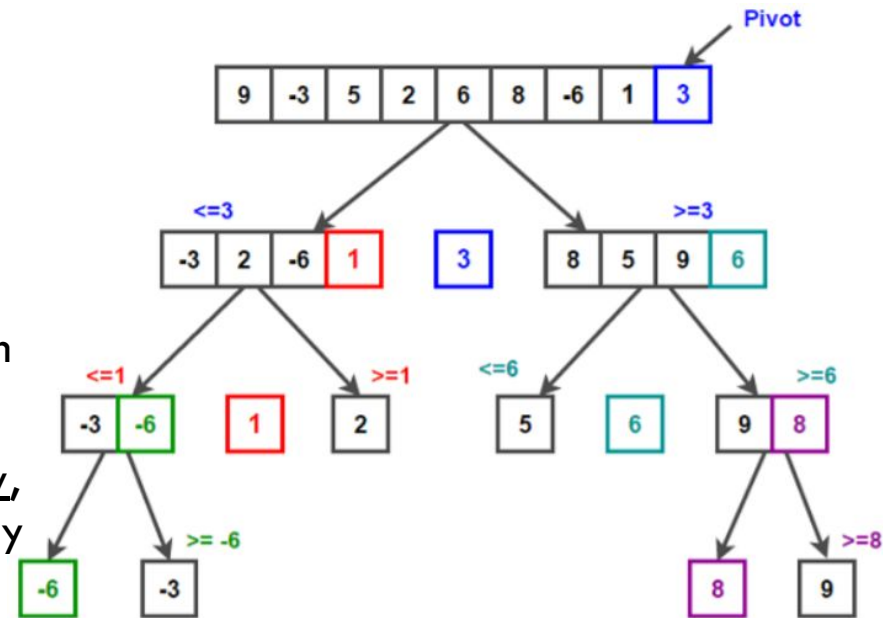 Pivot
9 -3 5 2 6 8 -6 1 3
<=3 >=3
-3 2 -6 1 3 8 5 9 6
<=1 >=1 <=6 >=6
-3 -6 1 2 5 6 9 8
>= -6 >=8
-6 -3 8 9